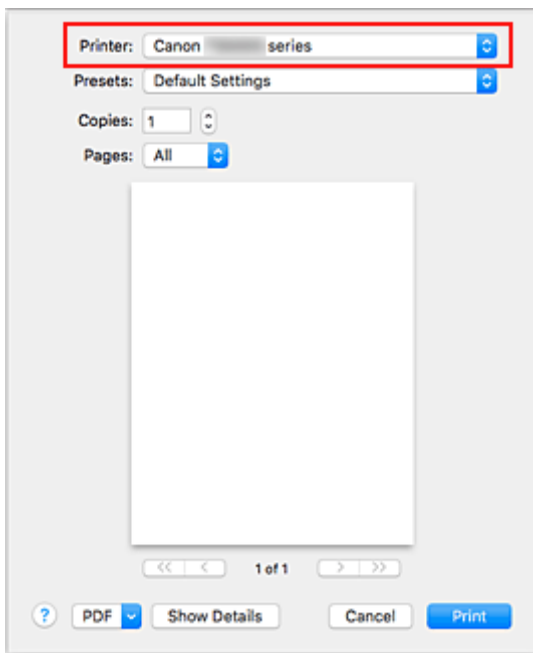 Printer: Canon series
Presets: Default Settings
Copies: 1
Pages: All
<< < 1 of 1 > >>
? PDF Show Details Cancel Print